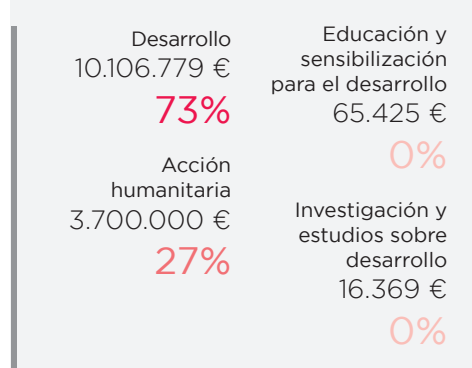 Desarrollo
10.106.779 €
73%
Acción
humanitaria
3.700.000 €
27%
Educación y
sensibilización
para el desarrollo
65.425 €
0%
Investigación y
estudios sobre
desarrollo
16.369 €
0%